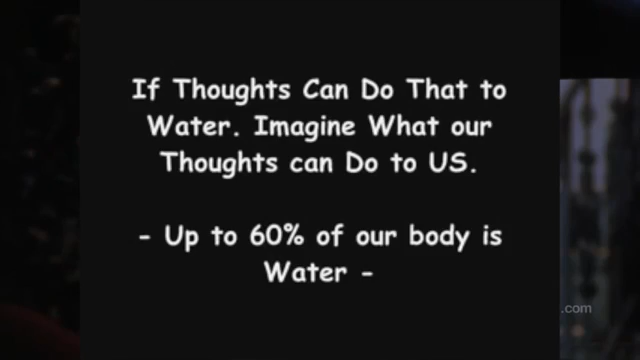 If Thoughts Can Do That to
Water. Imagine What our
Thoughts can Do to US.
- Up to 60% of our body is
Water -
.com